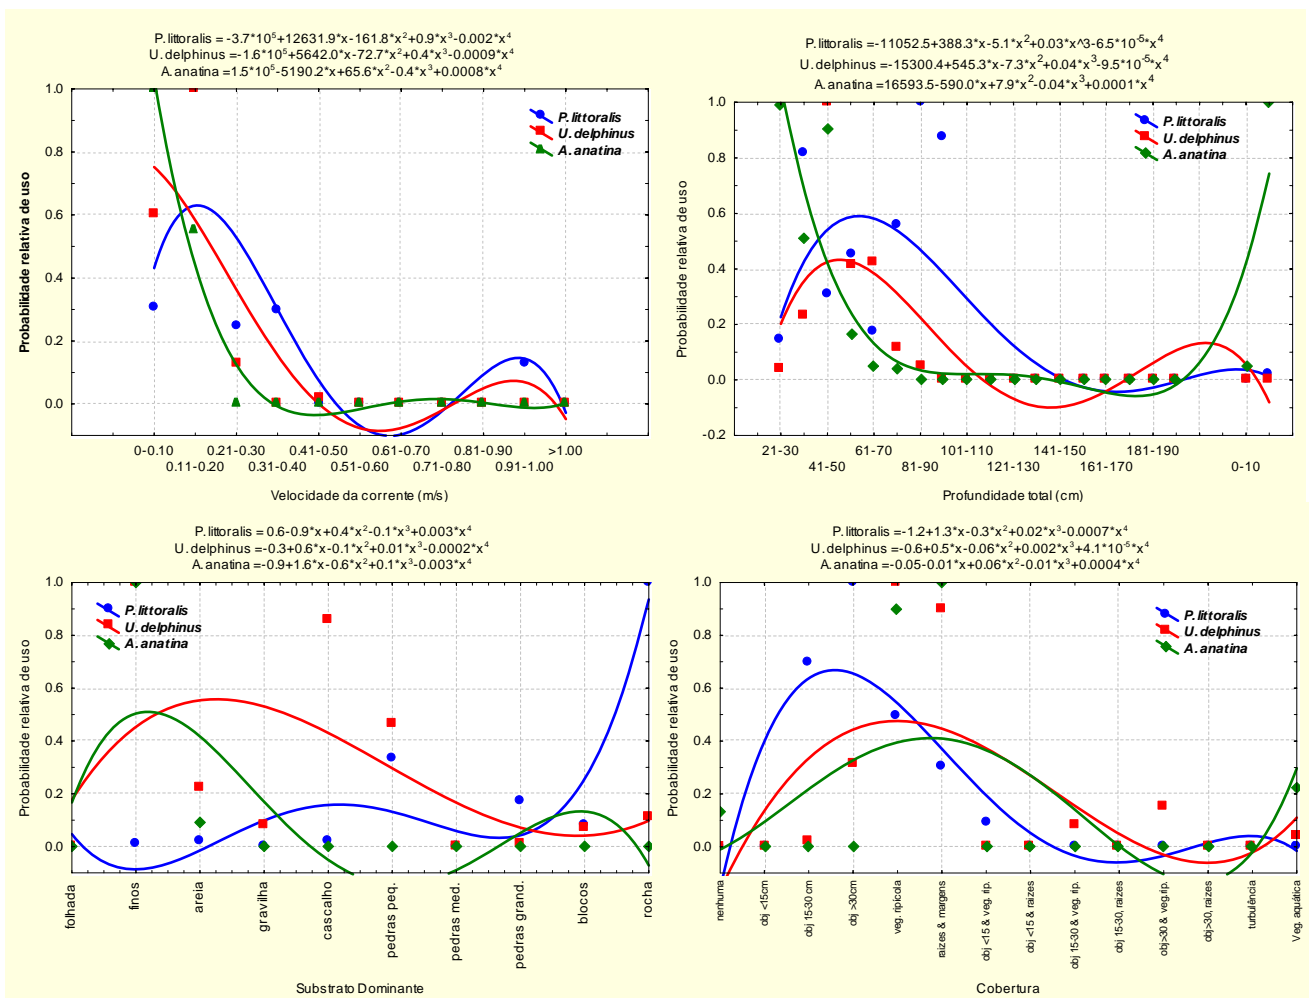 P.littoralis = -3.7*10⁵+12631.9*x-161.8*x²+0.9*x³-0.002*x⁴
U.delphinus =-1.6*10⁵+5642.0*x-72.7*x²+0.4*x³-0.0009*x⁴
A.anatina =1.5*10⁵-5190.2*x+65.6*x²-0.4*x³+0.0008*x⁴
1.0
0.8
0.6
0.4
0.2
0.0
Probabilidade relativa de uso
P.littoralis
U.delphinus
A.anatina
0-0.10 0.21-0.30 0.41-0.50 0.61-0.70 0.81-0.90 >1.00
0.11-0.20 0.31-0.40 0.51-0.60 0.71-0.80 0.91-1.00
Velocidade da corrente (m/s)
P.littoralis=-11052.5+388.3*x-5.1*x²+0.03*x^3-6.5*10⁻⁵*x⁴
U.delphinus=-15300.4+545.3*x-7.3*x²+0.04*x³-9.5*10⁻⁵*x⁴
A.anatina =16593.5-590.0*x+7.9*x²-0.04*x³+0.0001*x⁴
1.0
0.8
0.6
0.4
0.2
0.0
-0.2
Probabilidade relativa de uso
P.littoralis
U.delphinus
A.anatina
21-30 61-70 101-110 141-150 181-190
41-50 81-90 121-130 161-170 0-10
Profundidade total (cm)
P.littoralis = 0.6-0.9*x+0.4*x²-0.1*x³+0.003*x⁴
U.delphinus=-0.3+0.6*x-0.1*x²+0.01*x³-0.0002*x⁴
A.anatina=-0.9+1.6*x-0.6*x²+0.1*x³-0.003*x⁴
1.0
0.8
0.6
0.4
0.2
0.0
Probabilidade relativa de uso
P.littoralis
U.delphinus
A.anatina
folhada
finos
areia
gravilha
cascalho
pedras peq.
pedras med.
pedras grand.
blocos
rocha
Substrato Dominante
P.littoralis =-1.2+1.3*x-0.3*x²+0.02*x³-0.0007*x⁴
U.delphinus =-0.6+0.5*x-0.06*x²+0.002*x³+4.1*10⁻⁵*x⁴
A.anatina =-0.05-0.01*x+0.06*x²-0.01*x³+0.0004*x⁴
1.0
0.8
0.6
0.4
0.2
0.0
Probabilidade relativa de uso
P.littoralis
U.delphinus
A.anatina
nenhuma
obj <15cm
obj 15-30 cm
obj >30cm
veg. ripícola
raizes & margens
obj <15 & veg. rip.
obj <15 & raizes
obj 15-30 & veg. rip.
obj 15-30, raizes
obj>30 & veg.rip.
obj>30, raizes
turbulência
Veg. aquática
Cobertura